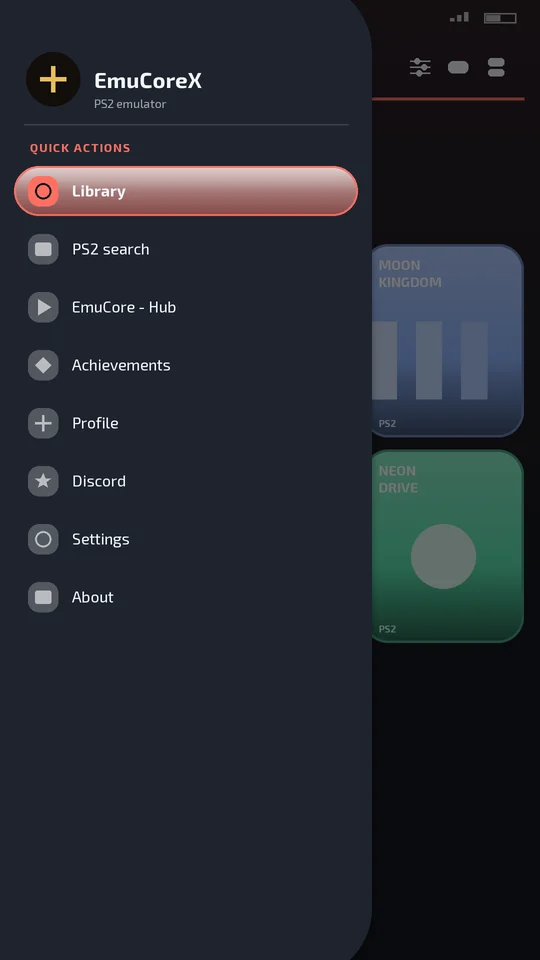 EmuCoreX
PS2 emulator
QUICK ACTIONS
Library
PS2 search
EmuCore - Hub
Achievements
Profile
Discord
Settings
About
MOON
KINGDOM
PS2
NEON
DRIVE
PS2